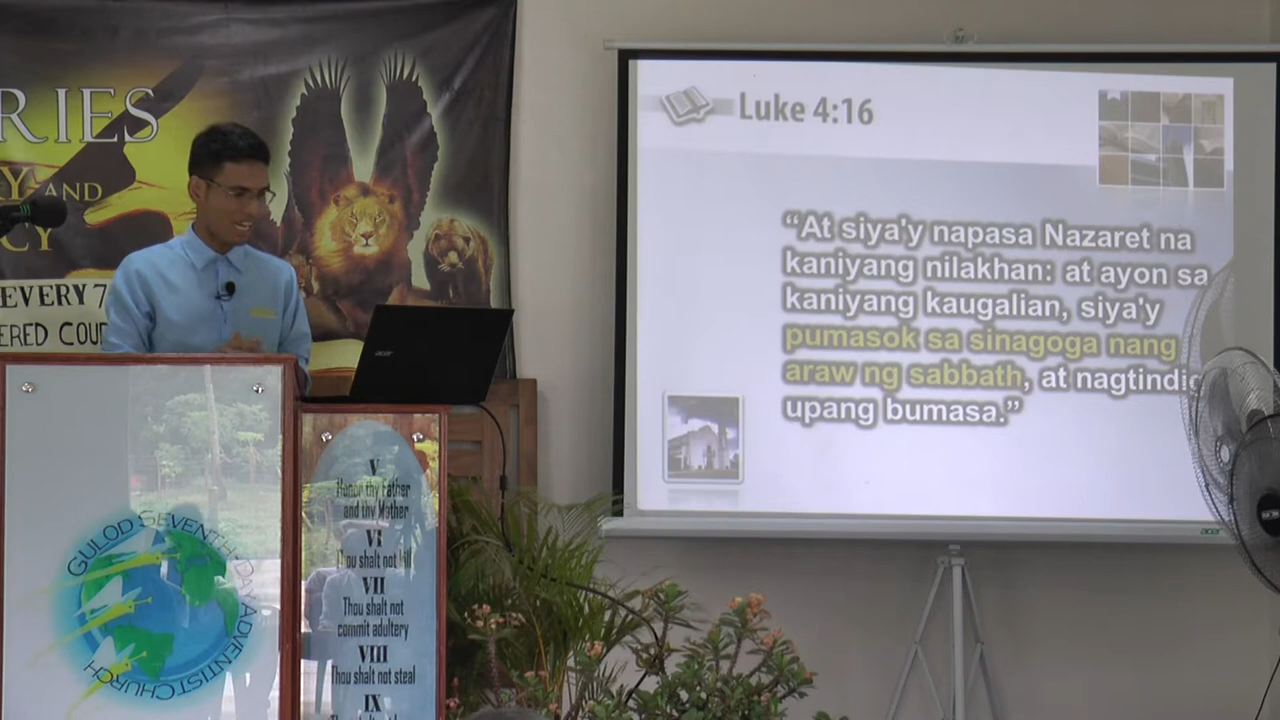 RIES
Y AND
CY
EVERY 7
ERED COU
acer
GULOD SEVENTH-DAY ADVENTIST CHURCH
V
Honor thy Father
and thy Mother
VI
Thou shalt not kill
VII
Thou shalt not
commit adultery
VIII
Thou shalt not steal
IX
Luke 4:16
“At siya'y napasa Nazaret na
kaniyang nilakhan: at ayon sa
kaniyang kaugalian, siya'y
pumasok sa sinagoga nang
araw ng sabbath, at nagtindig
upang bumasa.”
acer